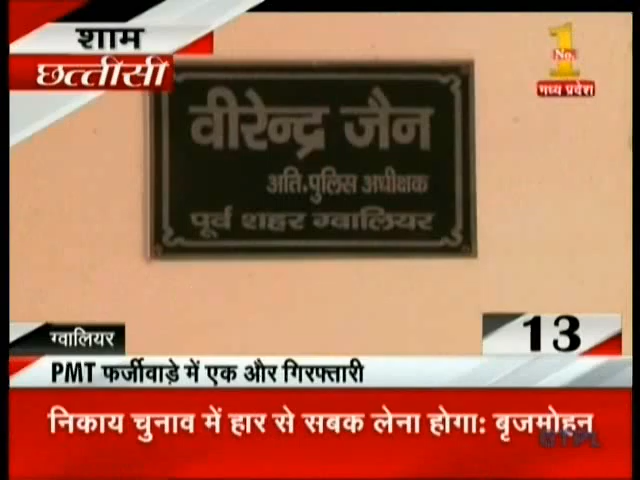 शाम
छत्तीसी
No.
1
मध्य प्रदेश
वीरेन्द्र जैन
अति.पुलिस अधीक्षक
पूर्व शहर ग्वालियर
ग्वालियर
13
PMT फर्जीवाड़े में एक और गिरफ्तारी
निकाय चुनाव में हार से सबक लेना होगा: बृजमोहन